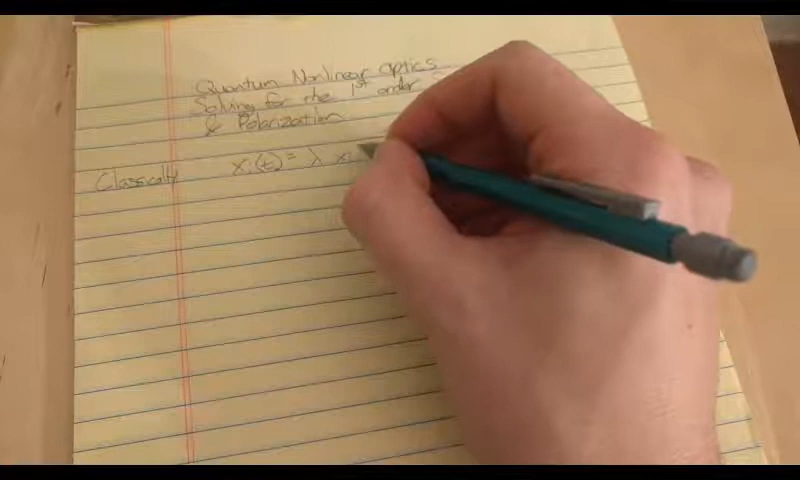 Quantum Nonlinear Optics
Solving for the 1st order S
& Polarization
Classically x.(t) = λ x.